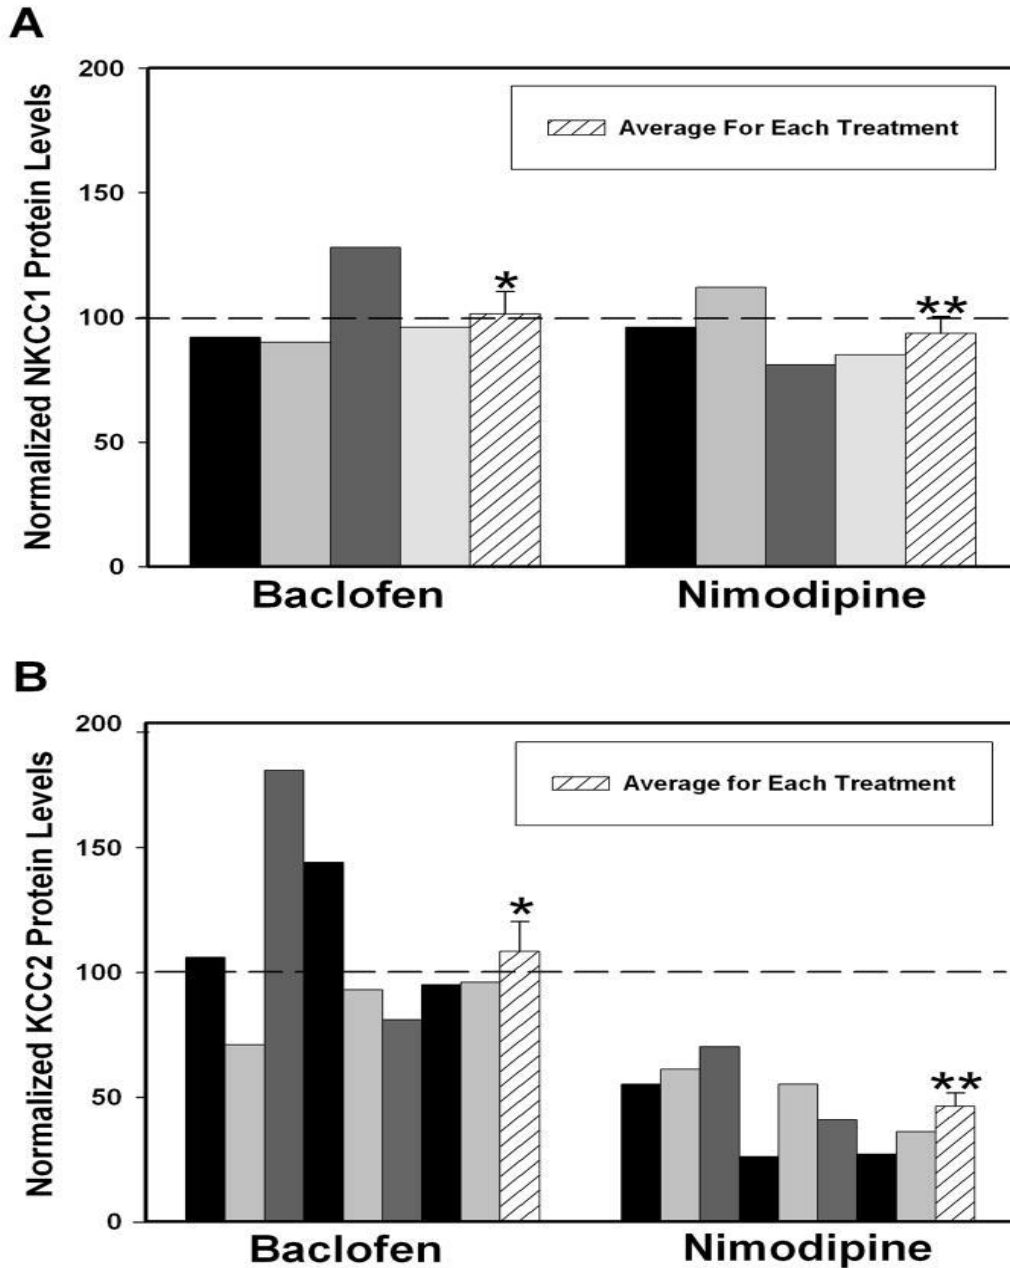 A
Normalized NKCC1 Protein Levels
200
150
100
50
0
Average For Each Treatment
*
**
Baclofen
Nimodipine
B
Normalized KCC2 Protein Levels
200
150
100
50
0
Average for Each Treatment
*
**
Baclofen
Nimodipine